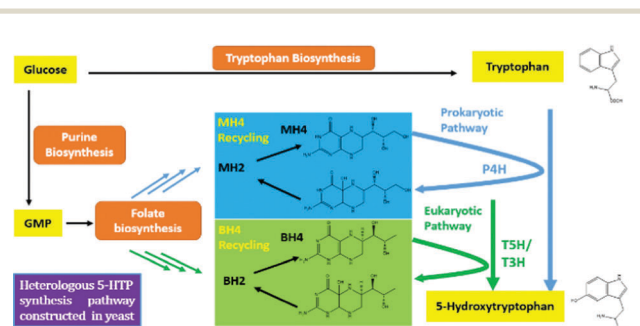 Tryptophan Biosynthesis
Glucose
Tryptophan
Purine
Biosynthesis
MH4
Recycling
MH4
MH2
Prokaryotic
Pathway
P4H
GMP
Folate
biosynthesis
BH4
Recycling
BH4
BH2
Eukaryotic
Pathway
T5H/
T3H
Heterologous 5-HTP
synthesis pathway
constructed in yeast
5-Hydroxytryptophan